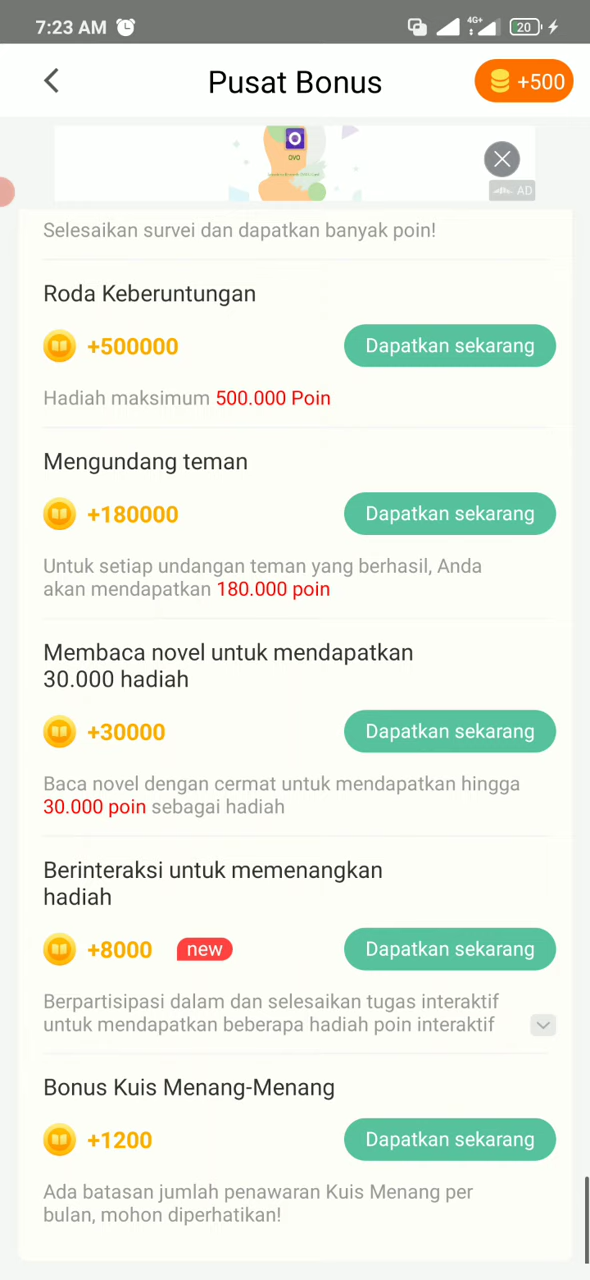 7:23 AM
4G+
20
Pusat Bonus
+500
OVO
AD
Selesaikan survei dan dapatkan banyak poin!
Roda Keberuntungan
+500000
Dapatkan sekarang
Hadiah maksimum 500.000 Poin
Mengundang teman
+180000
Dapatkan sekarang
Untuk setiap undangan teman yang berhasil, Anda
akan mendapatkan 180.000 poin
Membaca novel untuk mendapatkan
30.000 hadiah
+30000
Dapatkan sekarang
Baca novel dengan cermat untuk mendapatkan hingga
30.000 poin sebagai hadiah
Berinteraksi untuk memenangkan
hadiah
+8000
new
Dapatkan sekarang
Berpartisipasi dalam dan selesaikan tugas interaktif
untuk mendapatkan beberapa hadiah poin interaktif
Bonus Kuis Menang-Menang
+1200
Dapatkan sekarang
Ada batasan jumlah penawaran Kuis Menang per
bulan, mohon diperhatikan!